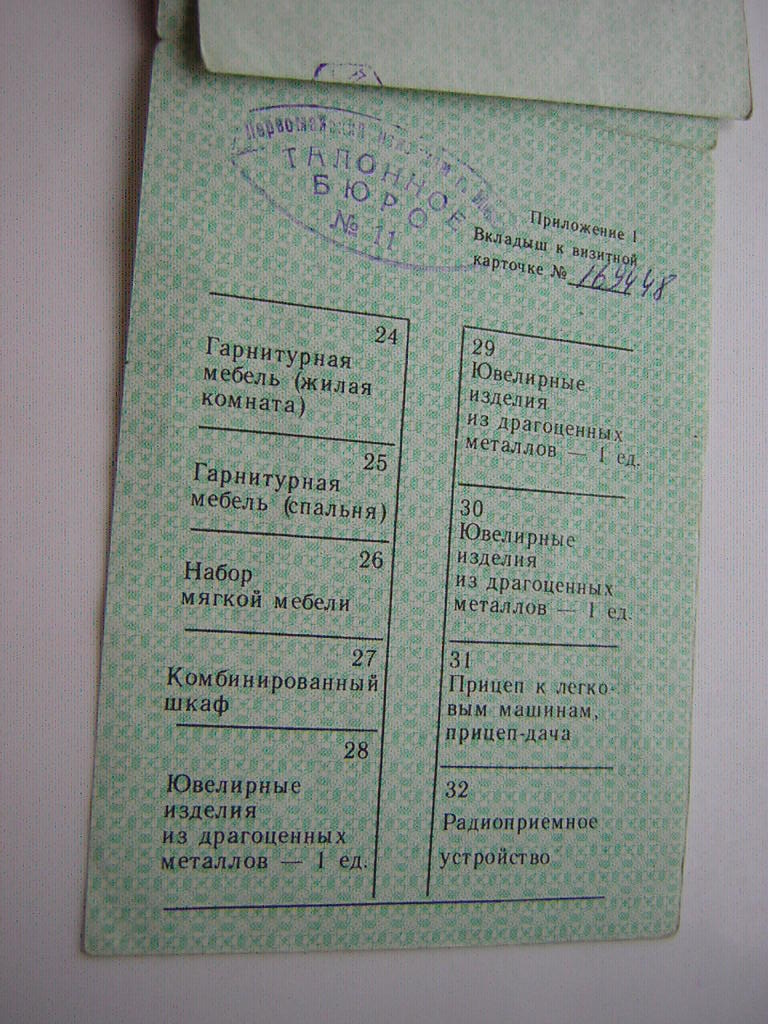 ТАЛОННОЕ
БЮРО
№ 11
Приложение 1
Вкладыш к визитной
карточке № 169448
24
Гарнитурная
мебель (жилая
комната)
25
Гарнитурная
мебель (спальня)
26
Набор
мягкой мебели
27
Комбинированный
шкаф
28
Ювелирные
изделия
из драгоценных
металлов — 1 ед.
29
Ювелирные
изделия
из драгоценных
металлов — 1 ед.
30
Ювелирные
изделия
из драгоценных
металлов — 1 ед.
31
Прицеп к легко-
вым машинам,
прицеп-дача
32
Радиоприемное
устройство